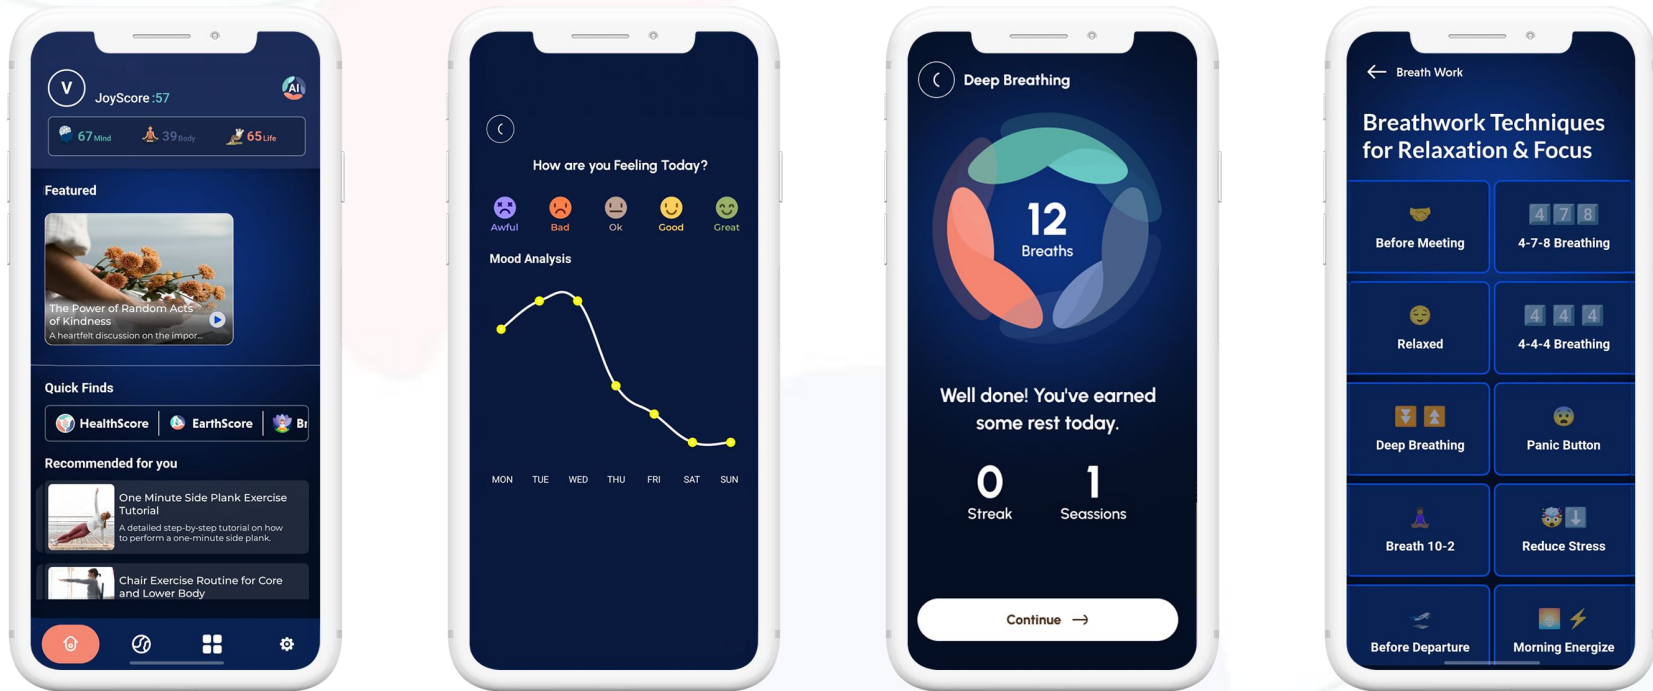 V
JoyScore :57
AI
67 Mind
39 Body
65 Life
Featured
The Power of Random Acts
of Kindness
A heartfelt discussion on the impor...
Quick Finds
HealthScore
EarthScore
Br
Recommended for you
One Minute Side Plank Exercise
Tutorial
A detailed step-by-step tutorial on how
to perform a one-minute side plank.
Chair Exercise Routine for Core
and Lower Body
How are you Feeling Today?
Awful Bad Ok Good Great
Mood Analysis
MON TUE WED THU FRI SAT SUN
Deep Breathing
12
Breaths
Well done! You've earned
some rest today.
0 1
Streak Seassions
Continue →
← Breath Work
Breathwork Techniques
for Relaxation & Focus
Before Meeting
4 7 8
4-7-8 Breathing
Relaxed
4 4 4
4-4-4 Breathing
Deep Breathing
Panic Button
Breath 10-2
Reduce Stress
Before Departure
Morning Energize